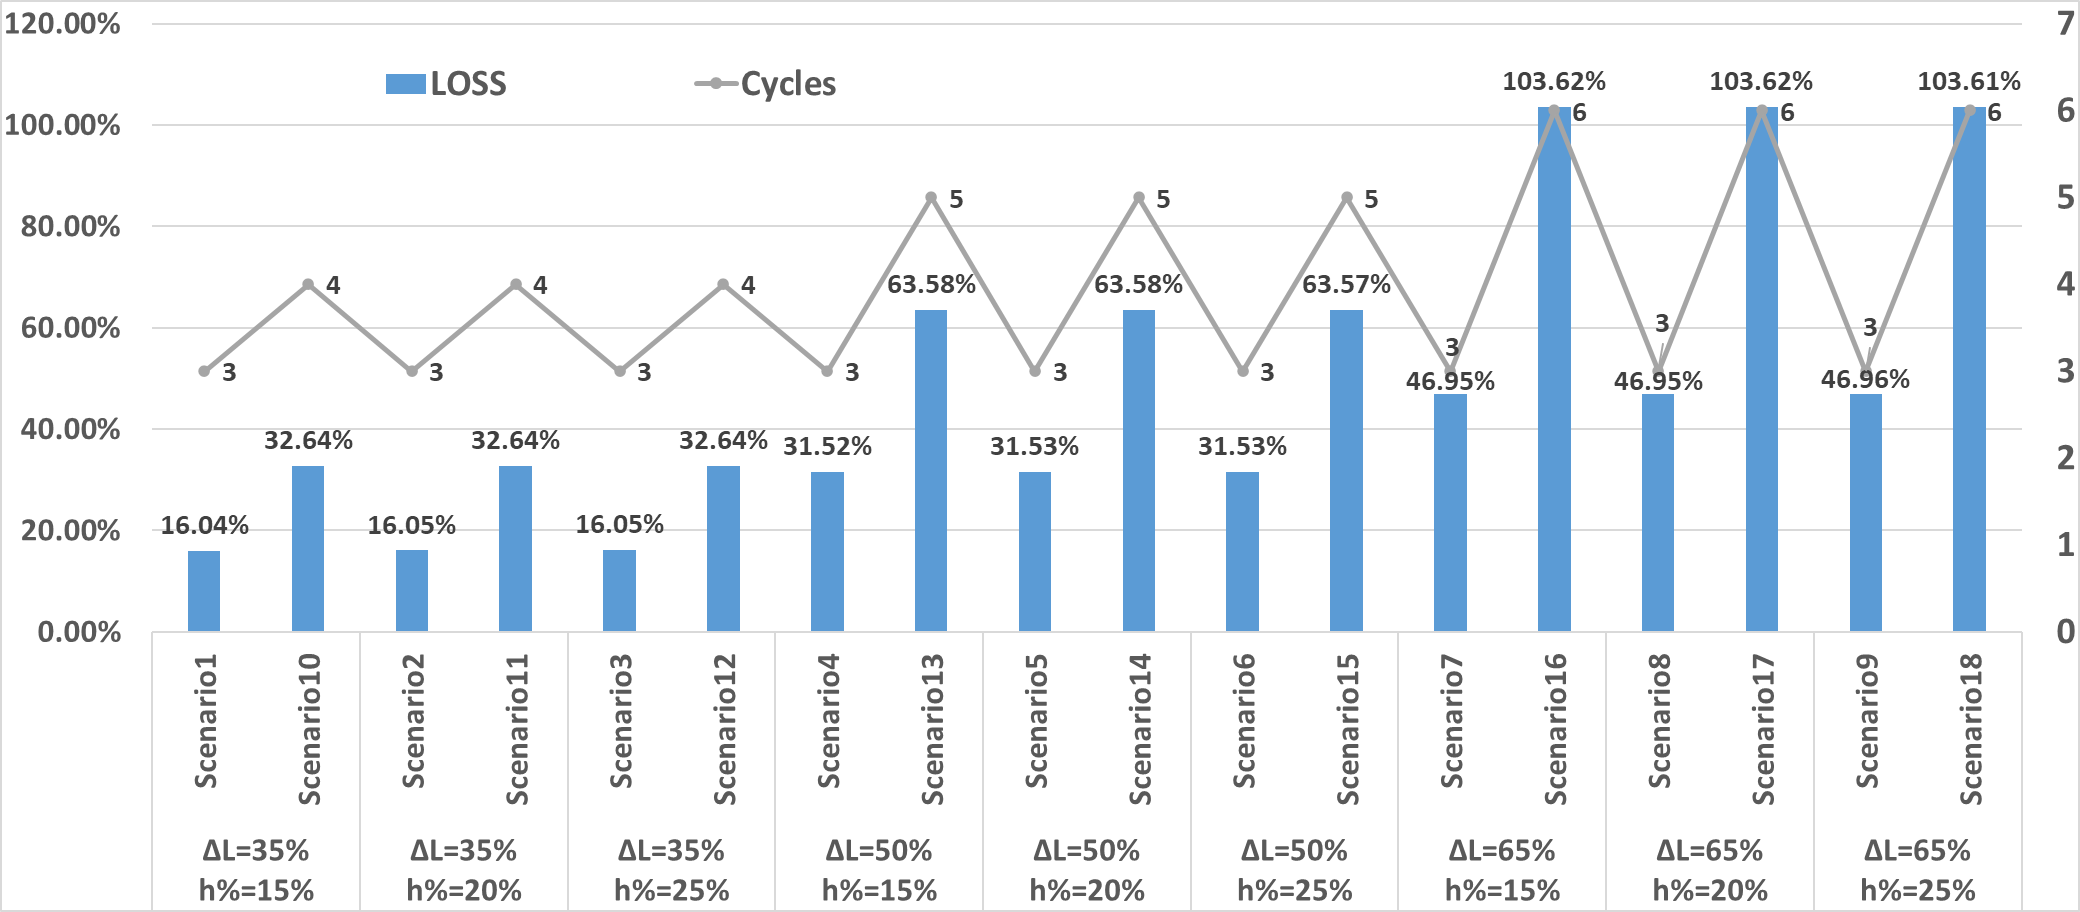 120.00%
100.00%
80.00%
60.00%
40.00%
20.00%
0.00%
LOSS
Cycles
7
6
5
4
3
2
1
0
16.04%
32.64%
16.05%
32.64%
16.05%
32.64%
31.52%
63.58%
31.53%
63.58%
31.53%
63.57%
46.95%
103.62%
46.95%
103.62%
46.96%
103.61%
3
4
3
4
3
4
3
5
3
5
3
5
3
6
3
6
3
6
Scenario1
Scenario10
Scenario2
Scenario11
Scenario3
Scenario12
Scenario4
Scenario13
Scenario5
Scenario14
Scenario6
Scenario15
Scenario7
Scenario16
Scenario8
Scenario17
Scenario9
Scenario18
ΔL=35%
h%=15%
ΔL=35%
h%=20%
ΔL=35%
h%=25%
ΔL=50%
h%=15%
ΔL=50%
h%=20%
ΔL=50%
h%=25%
ΔL=65%
h%=15%
ΔL=65%
h%=20%
ΔL=65%
h%=25%